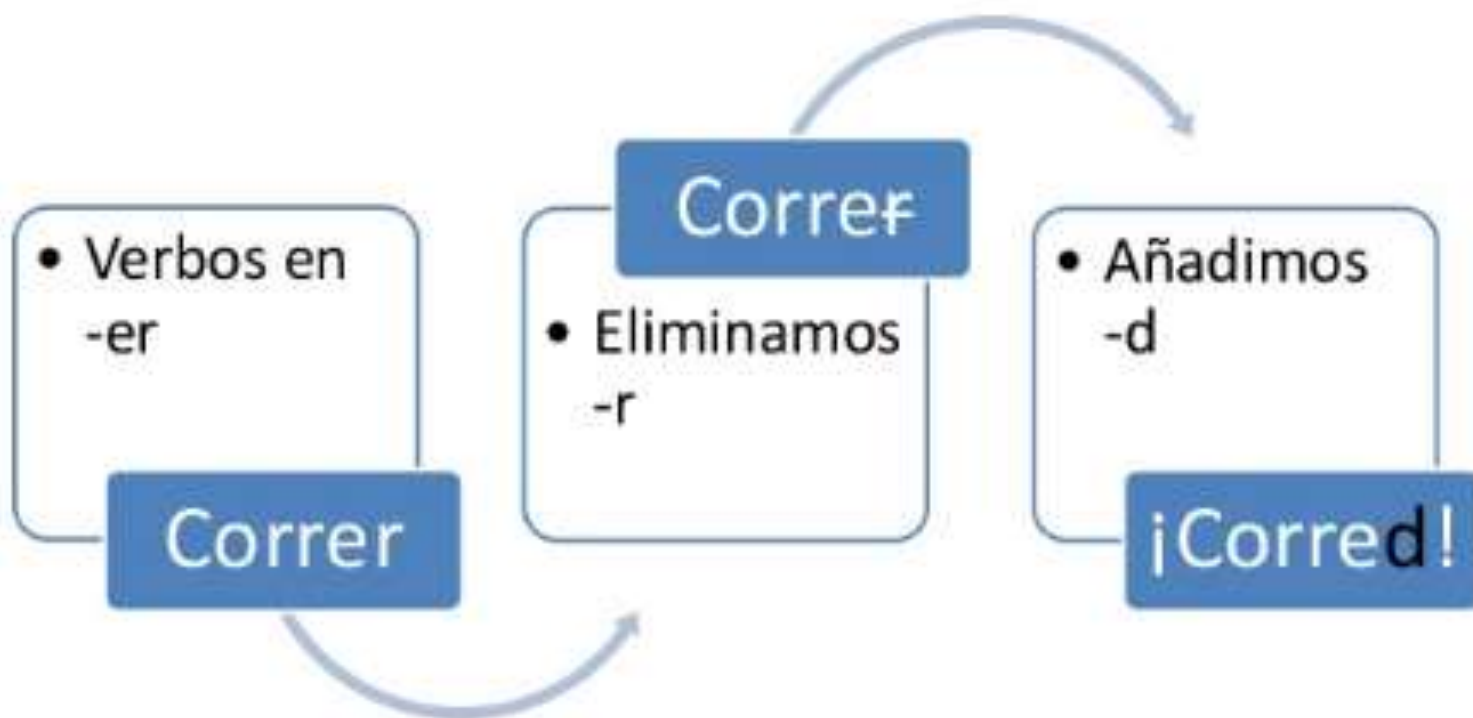 • Verbos en
-er
Correr
Correr
• Eliminamos
-r
• Añadimos
-d
¡Corred!